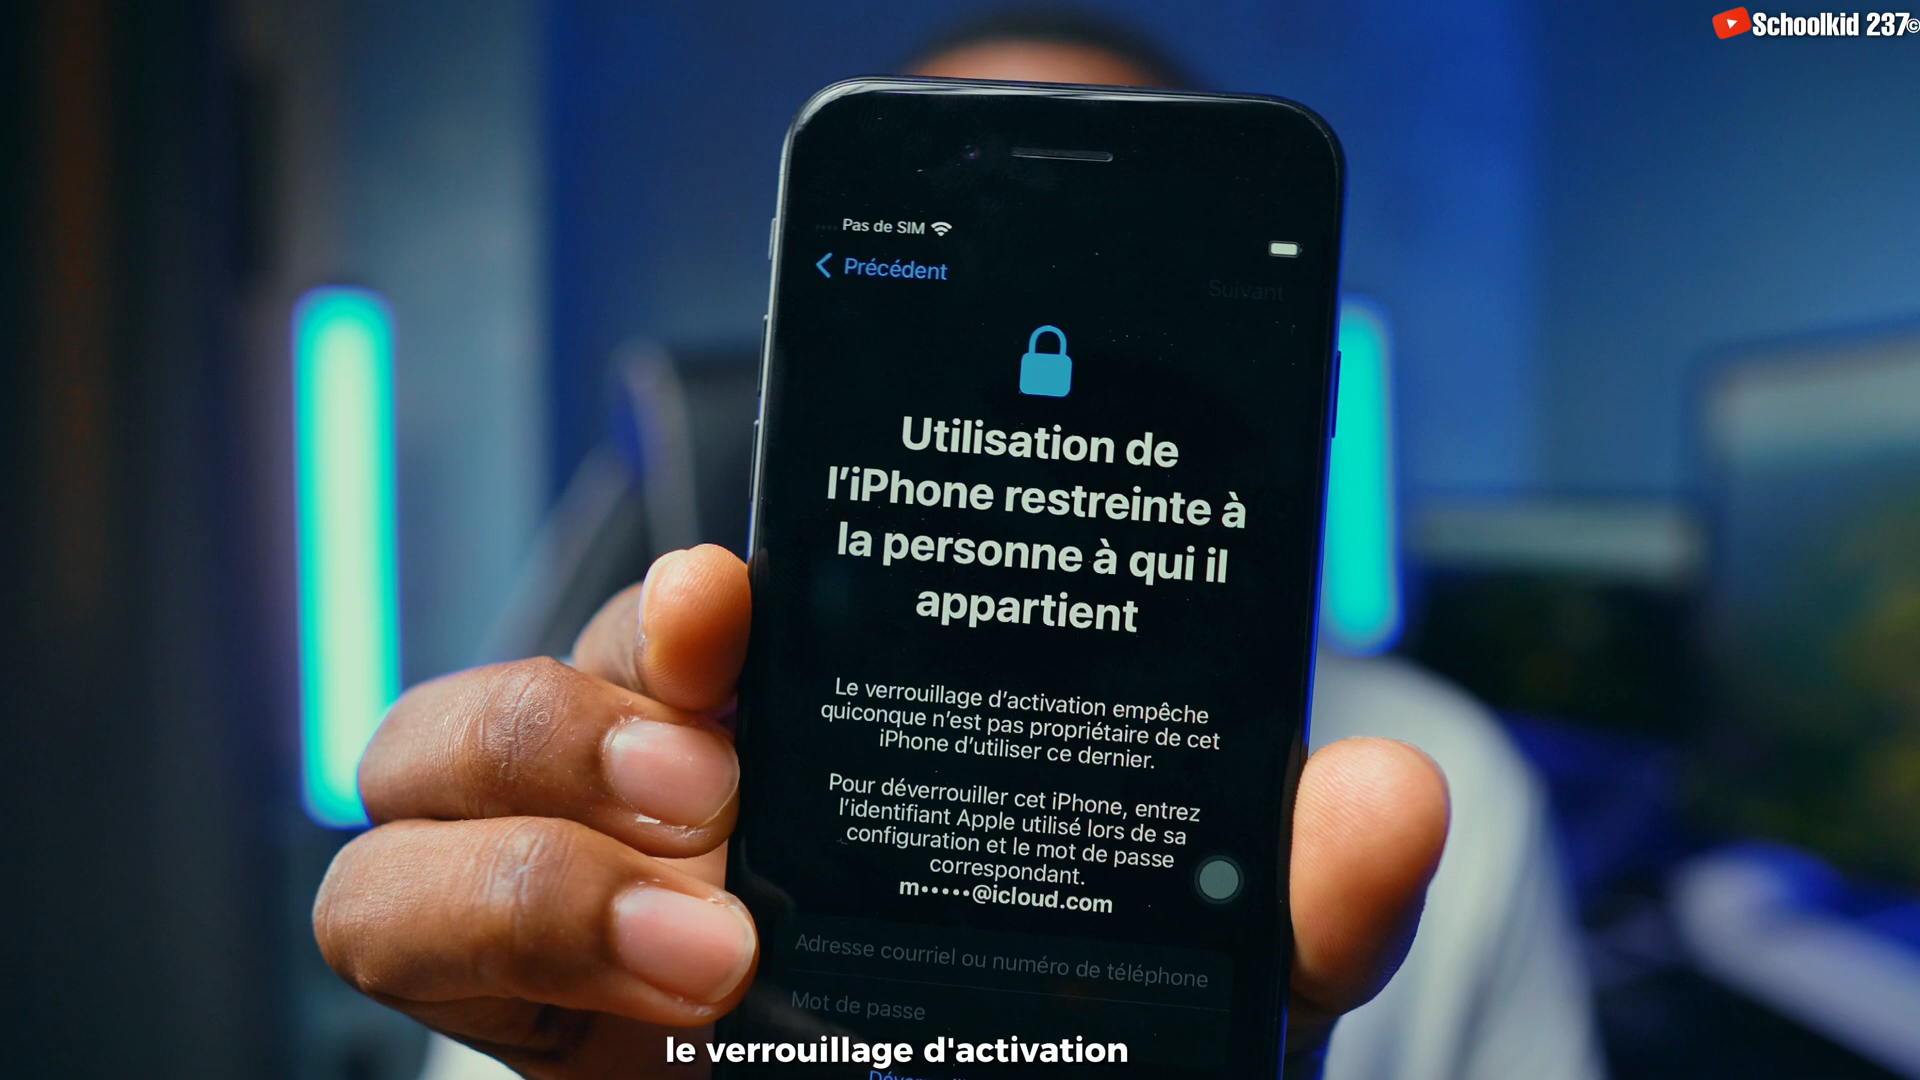 Schoolkid 237©
Pas de SIM
Précédent
Suivant
Utilisation de
l'iPhone restreinte à
la personne à qui il
appartient
Le verrouillage d'activation empêche
quiconque n'est pas propriétaire de cet
iPhone d'utiliser ce dernier.
Pour déverrouiller cet iPhone, entrez
l'identifiant Apple utilisé lors de sa
configuration et le mot de passe
correspondant.
m•••••@icloud.com
Adresse courriel ou numéro de téléphone
Mot de passe
le verrouillage d'activation